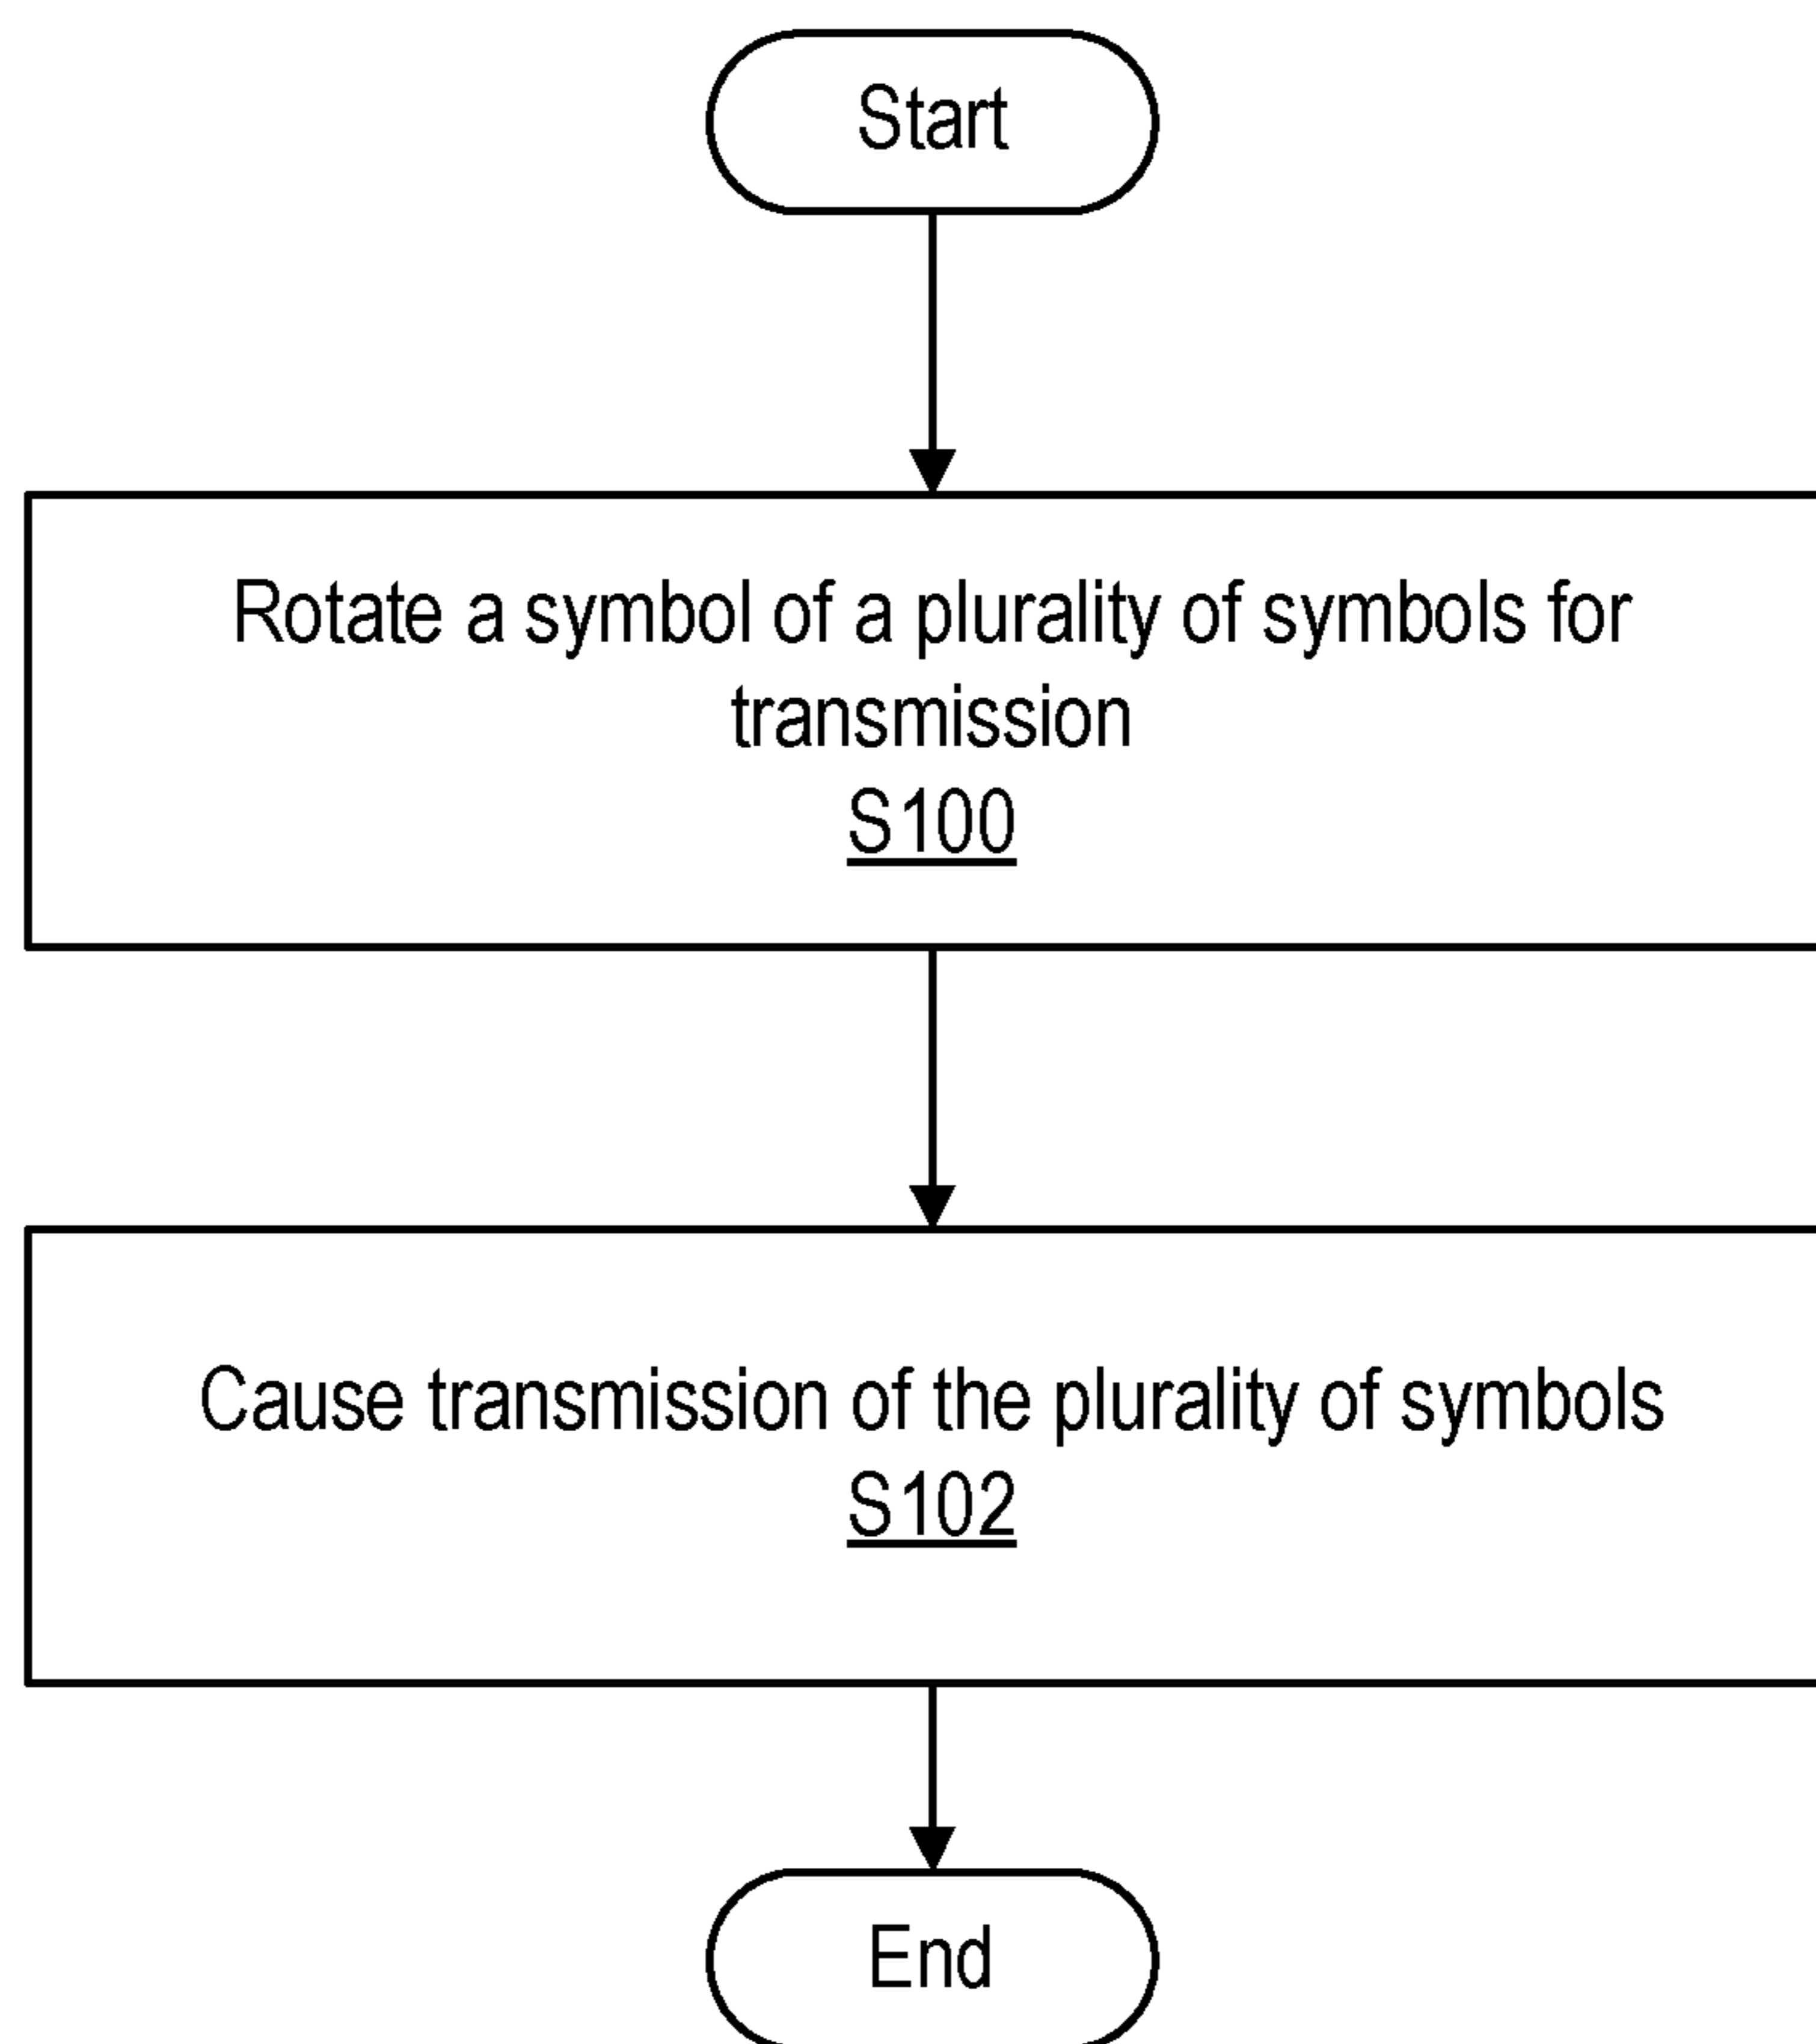 Start
Rotate a symbol of a plurality of symbols for
transmission
S100
Cause transmission of the plurality of symbols
S102
End